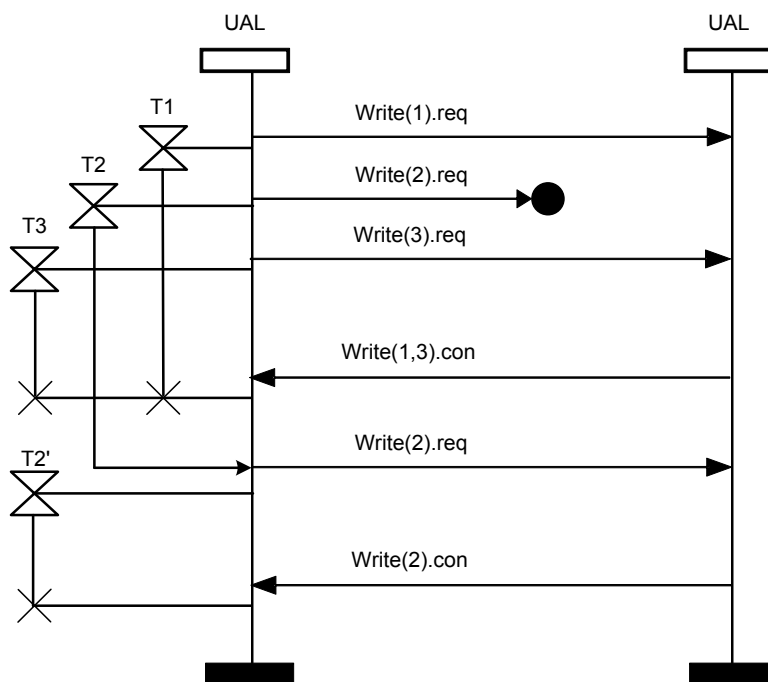 UAL
UAL
T1
Write(1).req
T2
Write(2).req
T3
Write(3).req
Write(1,3).con
Write(2).req
T2'
Write(2).con